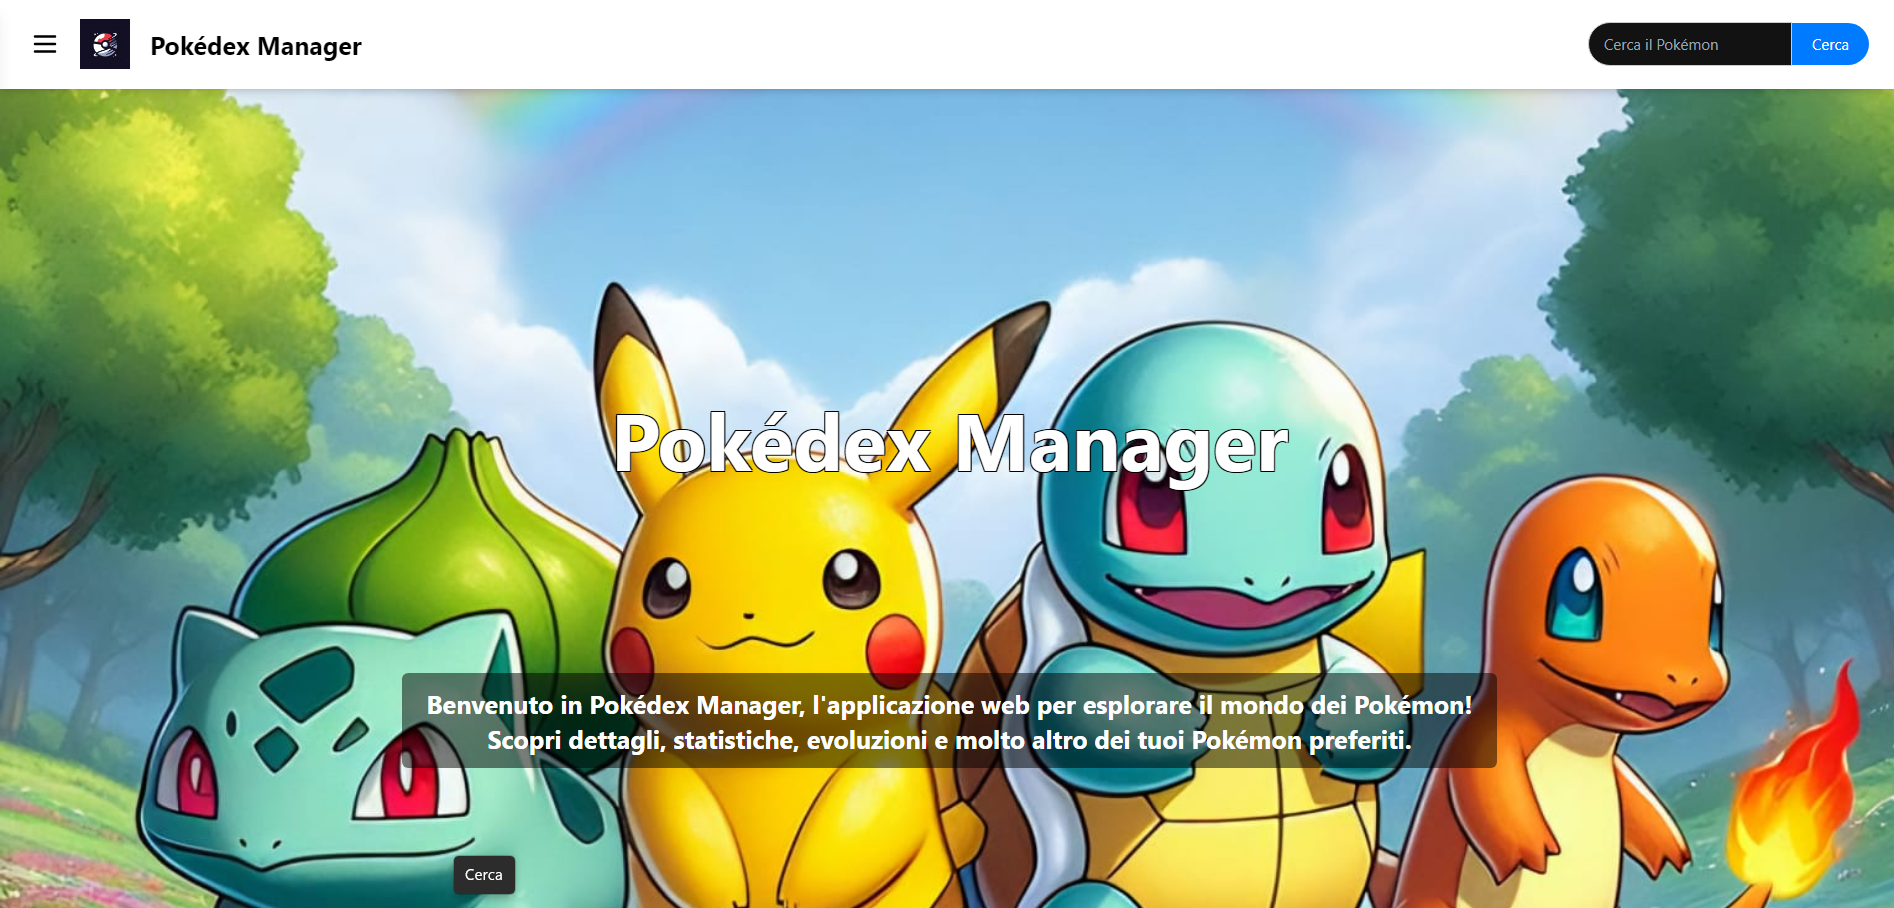 Pokédex Manager
Cerca il Pokémon
Cerca
Pokédex Manager
Benvenuto in Pokédex Manager, l'applicazione web per esplorare il mondo dei Pokémon!
Scopri dettagli, statistiche, evoluzioni e molto altro dei tuoi Pokémon preferiti.
Cerca